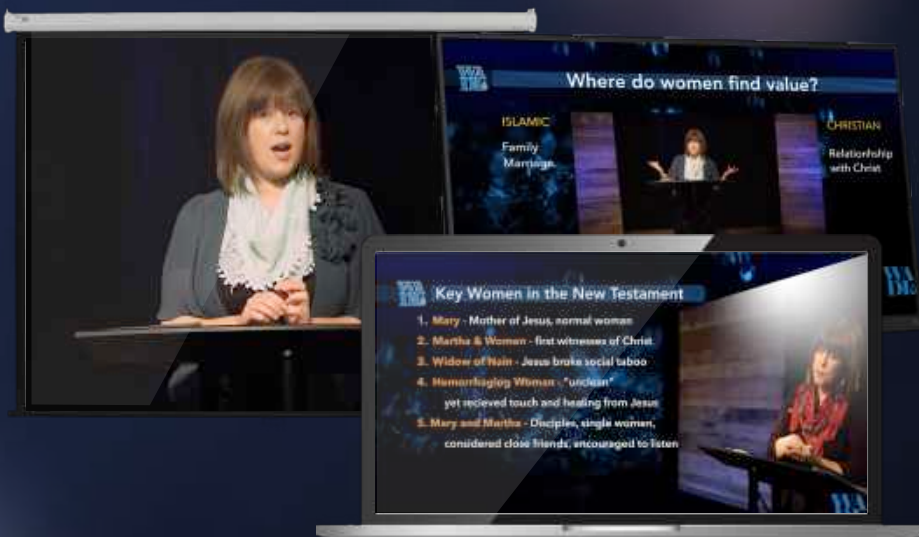 Where do women find value?
ISLAMIC
Family
Marriage
CHRISTIAN
Relationhship
with Christ
Key Women in the New Testament
1. Mary - Mother of Jesus, normal woman
2. Martha & Women - first witnesses of Christ
3. Widow of Nain - Jesus broke social taboo
4. Hemorrhaging Woman - "unclean"
yet recieved touch and healing from Jesus
5. Mary and Martha - Disciples, single women,
considered close friends, encouraged to listen